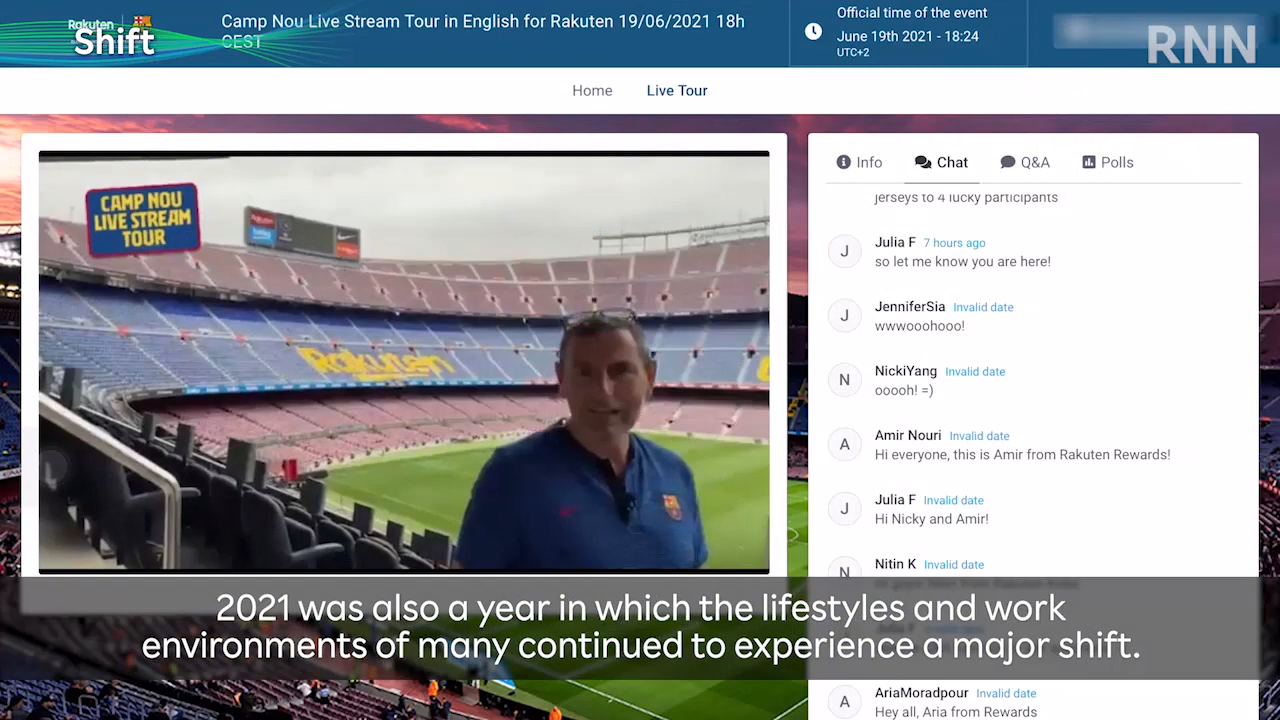 Rakuten
Shift
Camp Nou Live Stream Tour in English for Rakuten 19/06/2021 18h
CEST
Official time of the event
June 19th 2021 - 18:24
UTC+2
RNN
Home
Live Tour
CAMP NOU
LIVE STREAM
TOUR
Rakuten
Rakuten
Info
Chat
Q&A
Polls
jerseys to 4 lucky participants
J
Julia F 7 hours ago
so let me know you are here!
J
JenniferSia Invalid date
wwwooohooo!
N
NickiYang Invalid date
ooooh! =)
A
Amir Nouri Invalid date
Hi everyone, this is Amir from Rakuten Rewards!
J
Julia F Invalid date
Hi Nicky and Amir!
N
Nitin K Invalid date
2021 was also a year in which the lifestyles and work
environments of many continued to experience a major shift.
A
AriaMoradpour Invalid date
Hey all, Aria from Rewards